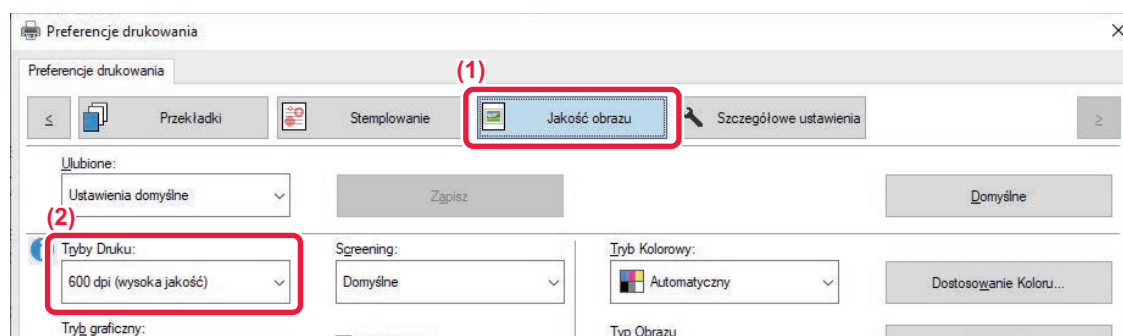 Preferencje drukowania
Preferencje drukowania
(1)
< Przekładki Stemplowanie Jakość obrazu Szczegółowe ustawienia >
Ulubione:
Ustawienia domyślne Zapisz Domyślne
(2)
Tryby Druku: Screening: Tryb Kolorowy:
600 dpi (wysoka jakość) Domyślne Automatyczny Dostosowanie Koloru...
Tryb graficzny: Typ Obrazu